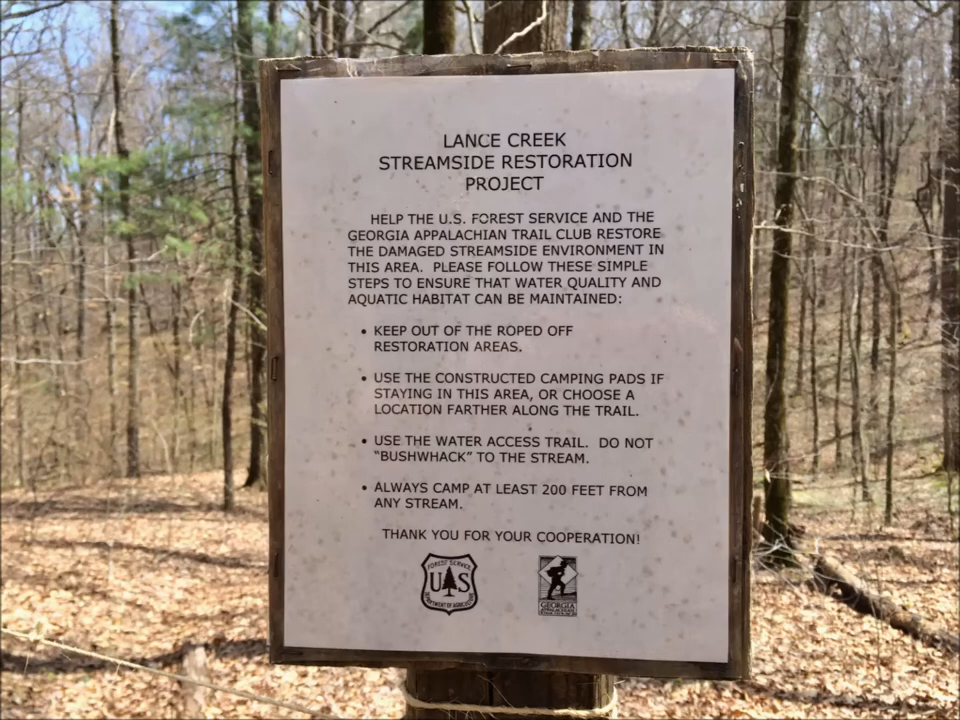 LANCE CREEK
STREAMSIDE RESTORATION
PROJECT
HELP THE U.S. FOREST SERVICE AND THE
GEORGIA APPALACHIAN TRAIL CLUB RESTORE
THE DAMAGED STREAMSIDE ENVIRONMENT IN
THIS AREA. PLEASE FOLLOW THESE SIMPLE
STEPS TO ENSURE THAT WATER QUALITY AND
AQUATIC HABITAT CAN BE MAINTAINED:
• KEEP OUT OF THE ROPED OFF
RESTORATION AREAS.
• USE THE CONSTRUCTED CAMPING PADS IF
STAYING IN THIS AREA, OR CHOOSE A
LOCATION FARTHER ALONG THE TRAIL.
• USE THE WATER ACCESS TRAIL. DO NOT
“BUSHWHACK” TO THE STREAM.
• ALWAYS CAMP AT LEAST 200 FEET FROM
ANY STREAM.
THANK YOU FOR YOUR COOPERATION!
FOREST SERVICE
U S
DEPARTMENT OF AGRICULTURE
GEORGIA